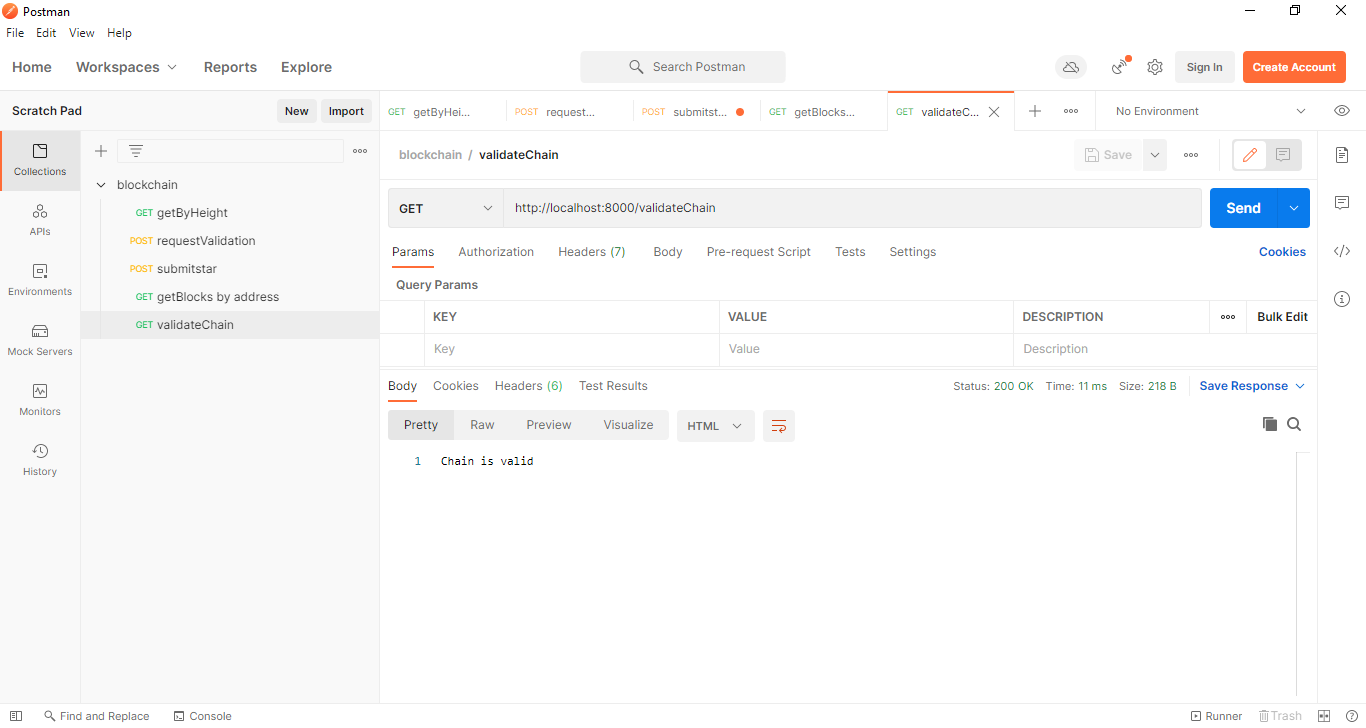 Postman
File Edit View Help
Home Workspaces Reports Explore Search Postman Sign In Create Account
Scratch Pad New Import
GET getByHei... POST request... POST submitst... GET getBlocks... GET validateC... No Environment
Collections
APIs
Environments
Mock Servers
Monitors
History
blockchain
GET getByHeight
POST requestValidation
POST submitstar
GET getBlocks by address
GET validateChain
blockchain / validateChain Save
GET http://localhost:8000/validateChain Send
Params Authorization Headers (7) Body Pre-request Script Tests Settings Cookies
Query Params
KEY VALUE DESCRIPTION Bulk Edit
Key Value Description
Body Cookies Headers (6) Test Results Status: 200 OK Time: 11 ms Size: 218 B Save Response
Pretty Raw Preview Visualize HTML
1 Chain is valid
Find and Replace Console Runner Trash